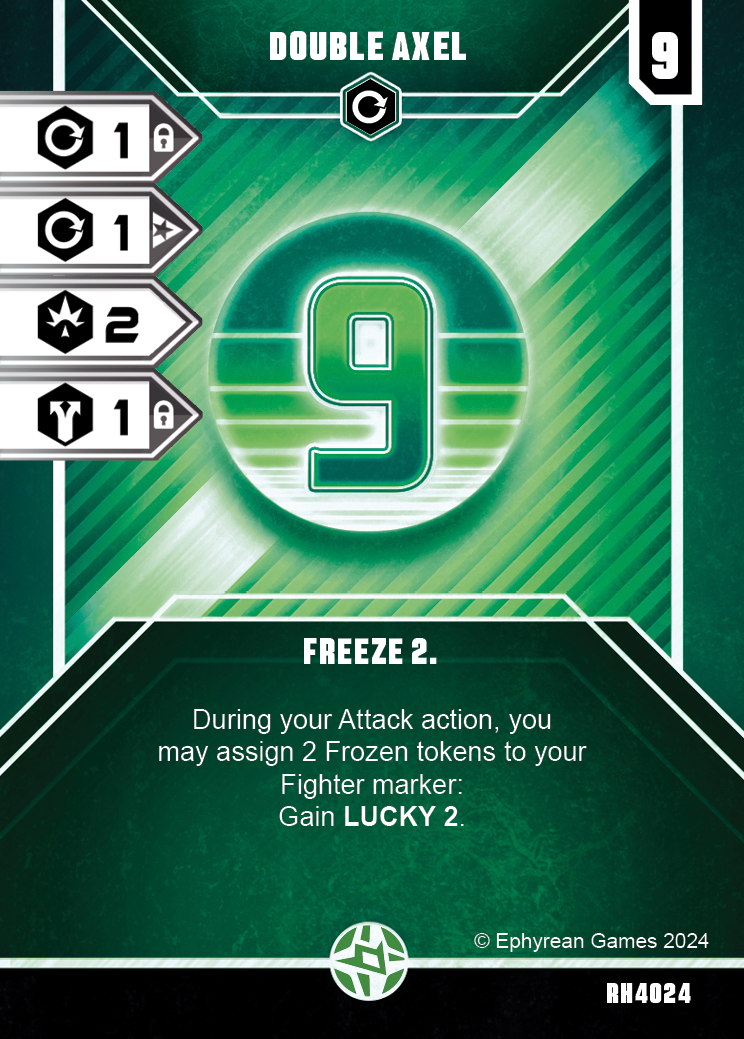 DOUBLE AXEL
9
1
1
2
1
9
FREEZE 2.
During your Attack action, you
may assign 2 Frozen tokens to your
Fighter marker:
Gain LUCKY 2.
© Ephyrean Games 2024
RH4024